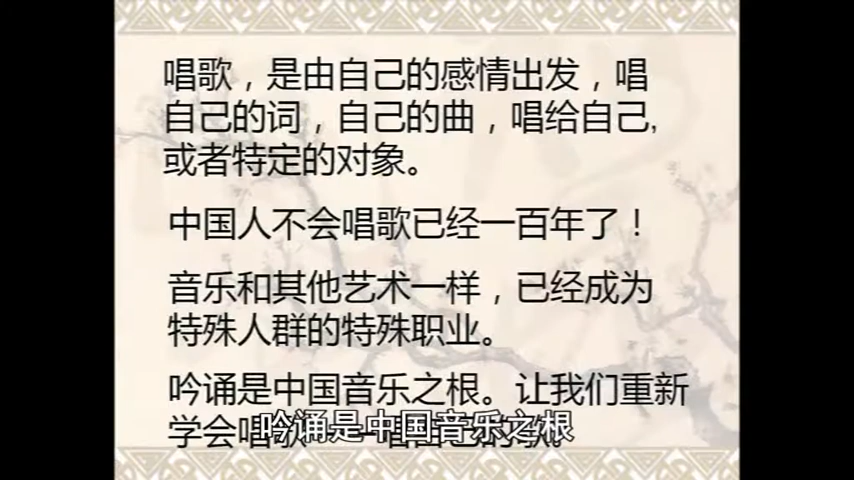 唱歌，是由自己的感情出发，唱
自己的词，自己的曲，唱给自己,
或者特定的对象。
中国人不会唱歌已经一百年了！
音乐和其他艺术一样，已经成为
特殊人群的特殊职业。
吟诵是中国音乐之根。让我们重新
学会唱歌
吟诵是中国音乐之根